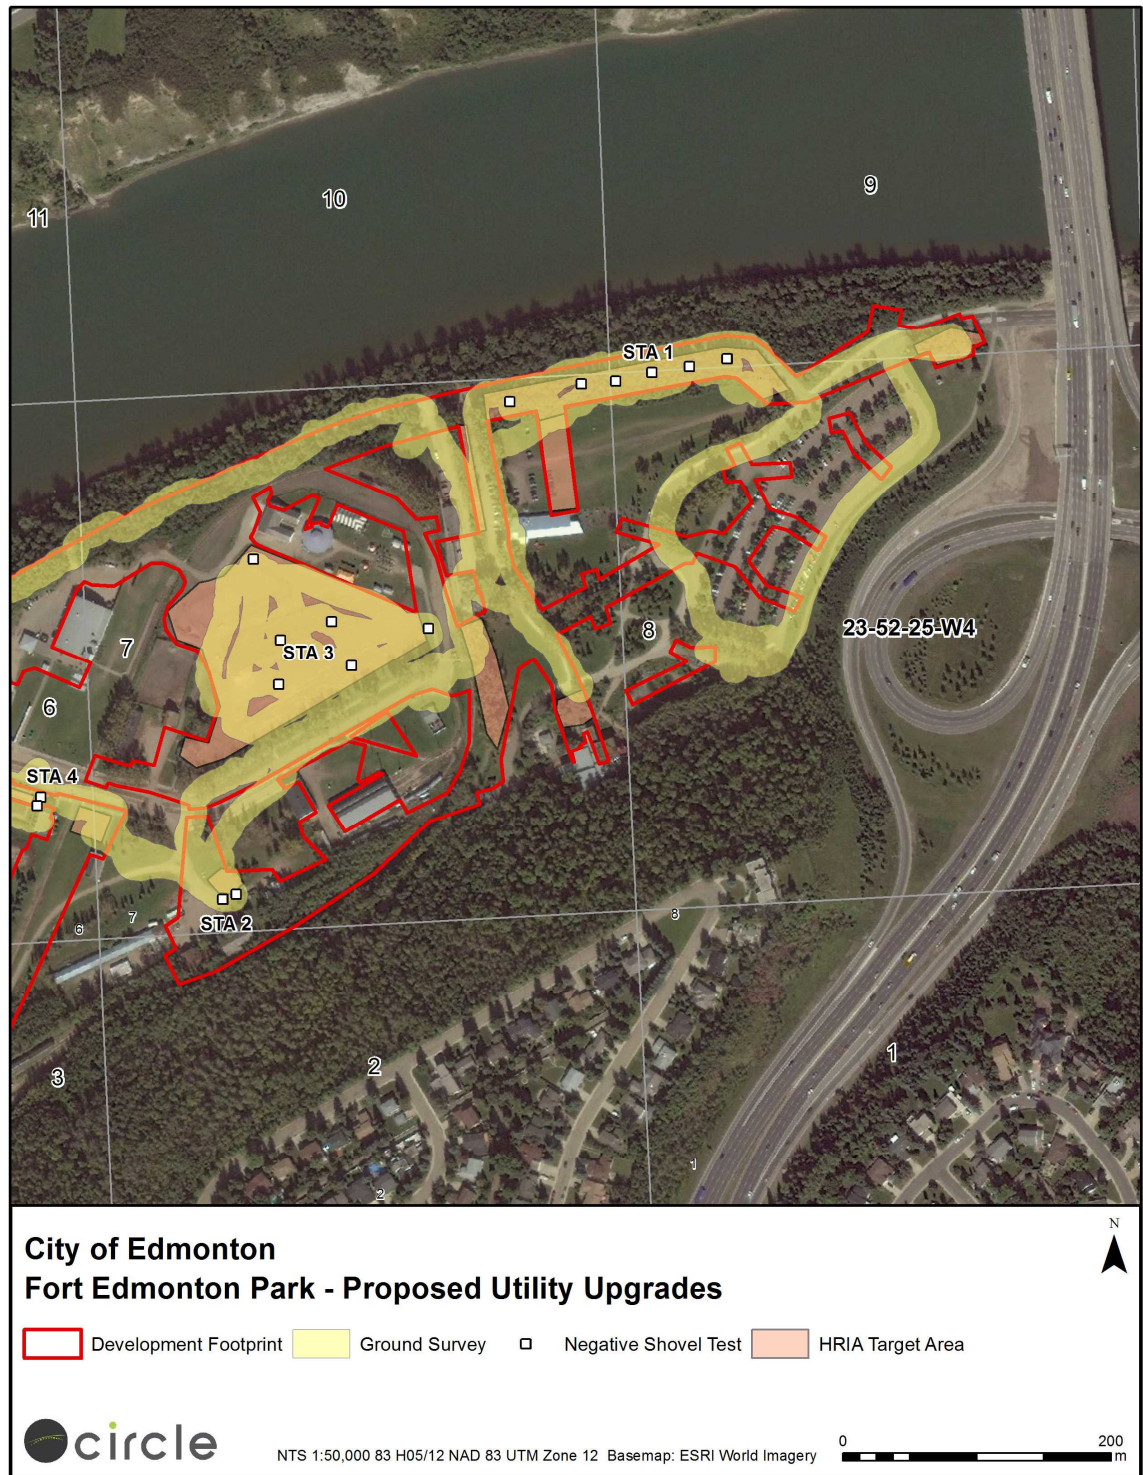 10
9
11
STA 1
7
STA 3
8
23-52-25-W4
6
STA 4
7
6
STA 2
8
3
2
1
1
2
City of Edmonton
Fort Edmonton Park - Proposed Utility Upgrades
N
Development Footprint
Ground Survey
Negative Shovel Test
HRIA Target Area
circle
NTS 1:50,000 83 H05/12 NAD 83 UTM Zone 12 Basemap: ESRI World Imagery
0
200
m